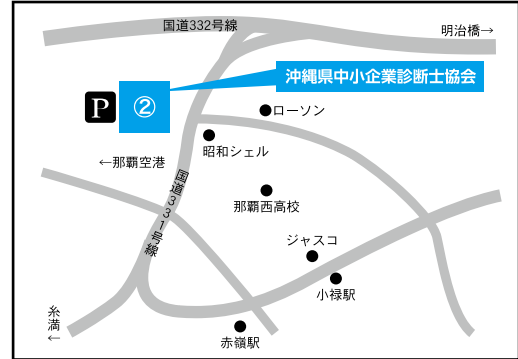 国道332号線
明治橋→
沖縄県中小企業診断士協会
P
②
ローソン
昭和シェル
←那覇空港
国道331号線
那覇西高校
ジャスコ
小禄駅
糸満←
赤嶺駅